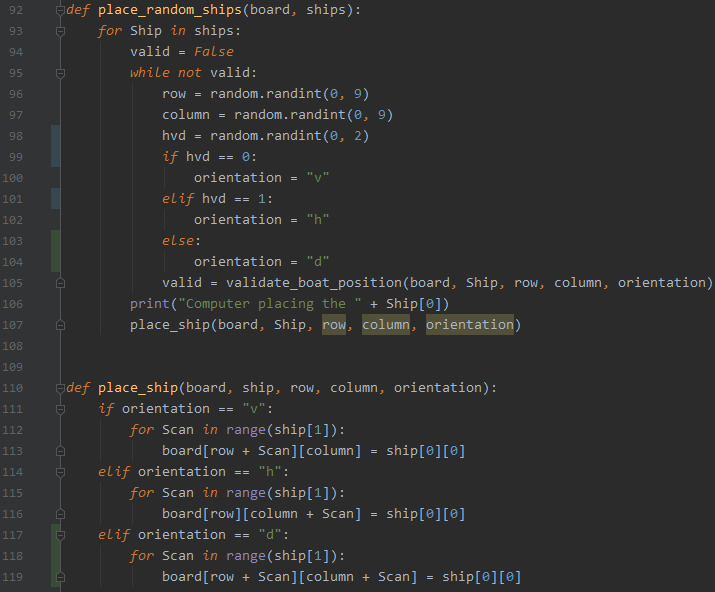 92 def place_random_ships(board, ships):
93     for Ship in ships:
94         valid = False
95         while not valid:
96             row = random.randint(0, 9)
97             column = random.randint(0, 9)
98             hvd = random.randint(0, 2)
99             if hvd == 0:
100                 orientation = "v"
101             elif hvd == 1:
102                 orientation = "h"
103             else:
104                 orientation = "d"
105             valid = validate_boat_position(board, Ship, row, column, orientation)
106         print("Computer placing the " + Ship[0])
107         place_ship(board, Ship, row, column, orientation)
108
109
110 def place_ship(board, ship, row, column, orientation):
111     if orientation == "v":
112         for Scan in range(ship[1]):
113             board[row + Scan][column] = ship[0][0]
114     elif orientation == "h":
115         for Scan in range(ship[1]):
116             board[row][column + Scan] = ship[0][0]
117     elif orientation == "d":
118         for Scan in range(ship[1]):
119             board[row + Scan][column + Scan] = ship[0][0]